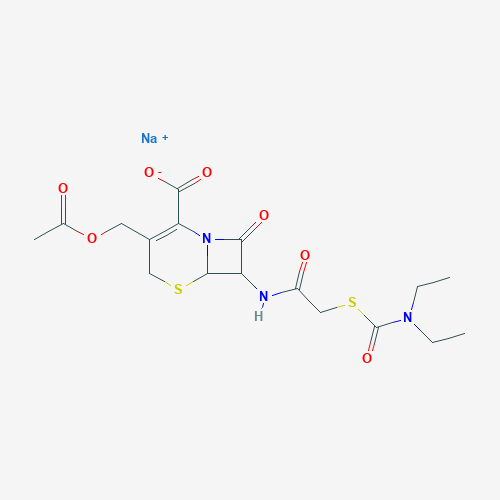 Na +
O - O
O O
O N
O
S N H O S N
O